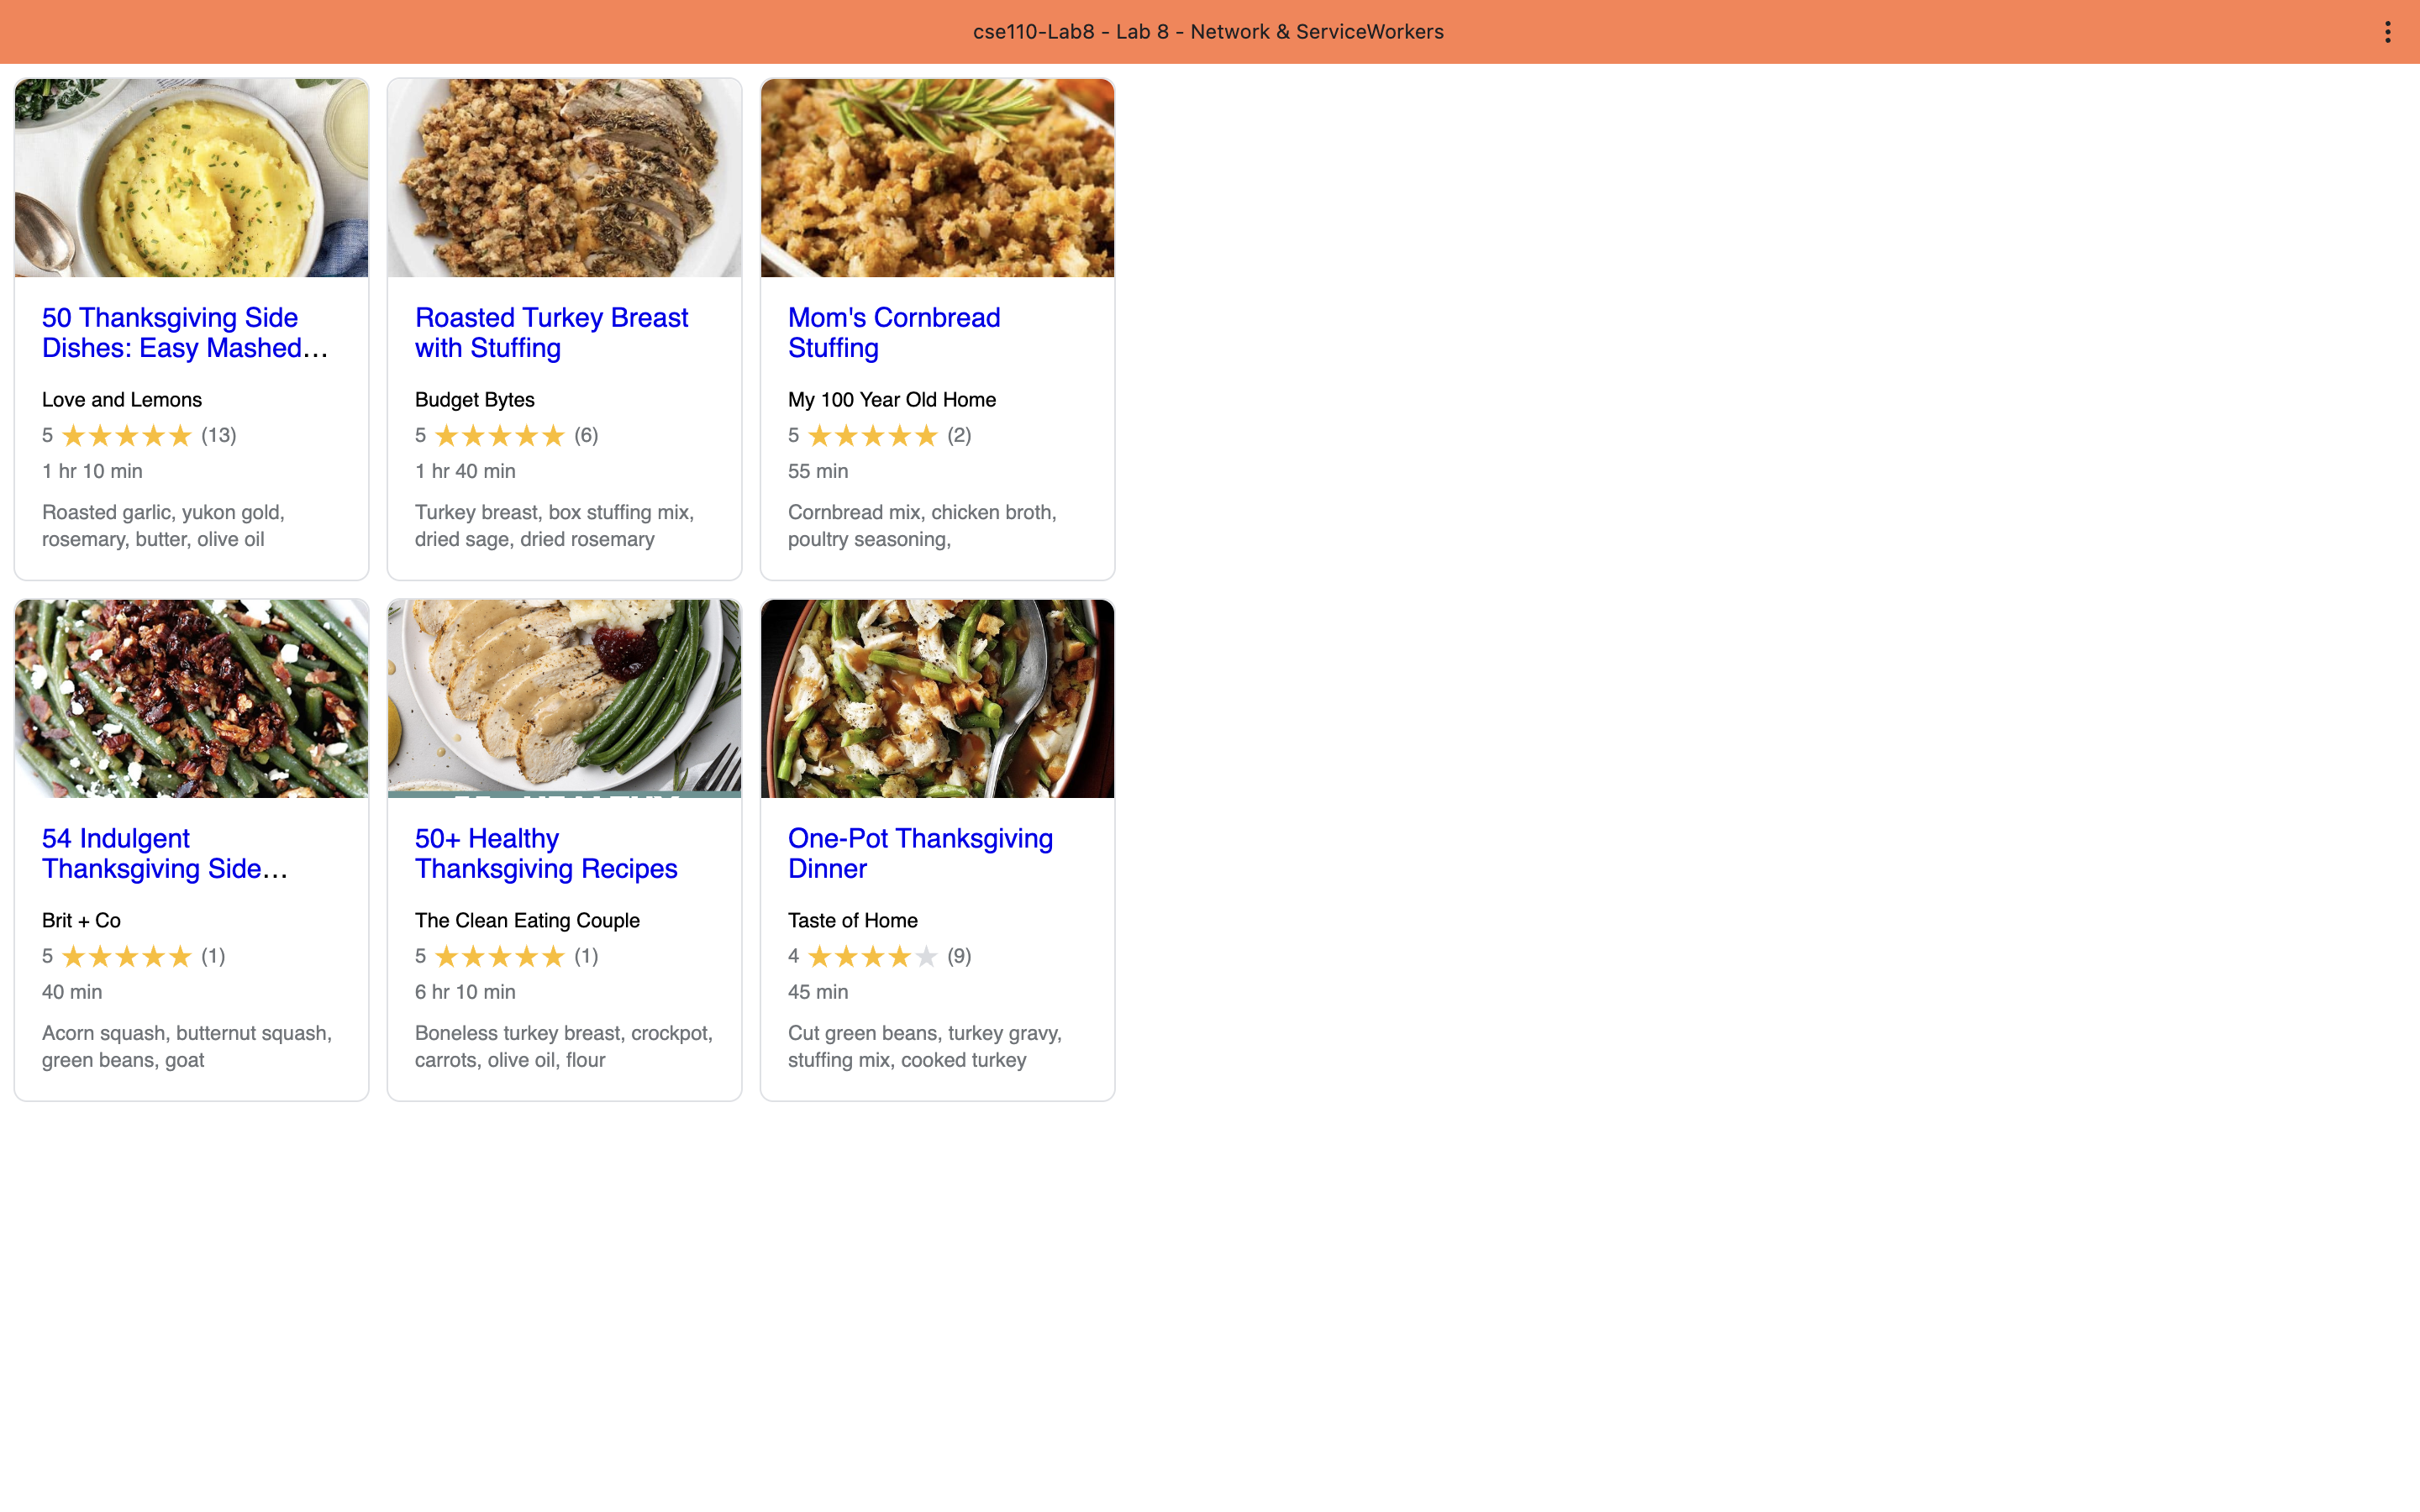 cse110-Lab8 - Lab 8 - Network & ServiceWorkers
50 Thanksgiving Side
Dishes: Easy Mashed...
Love and Lemons
5 ★★★★★ (13)
1 hr 10 min
Roasted garlic, yukon gold,
rosemary, butter, olive oil
Roasted Turkey Breast
with Stuffing
Budget Bytes
5 ★★★★★ (6)
1 hr 40 min
Turkey breast, box stuffing mix,
dried sage, dried rosemary
Mom's Cornbread
Stuffing
My 100 Year Old Home
5 ★★★★★ (2)
55 min
Cornbread mix, chicken broth,
poultry seasoning,
54 Indulgent
Thanksgiving Side...
Brit + Co
5 ★★★★★ (1)
40 min
Acorn squash, butternut squash,
green beans, goat
50+ Healthy
Thanksgiving Recipes
The Clean Eating Couple
5 ★★★★★ (1)
6 hr 10 min
Boneless turkey breast, crockpot,
carrots, olive oil, flour
One-Pot Thanksgiving
Dinner
Taste of Home
4 ★★★★★ (9)
45 min
Cut green beans, turkey gravy,
stuffing mix, cooked turkey